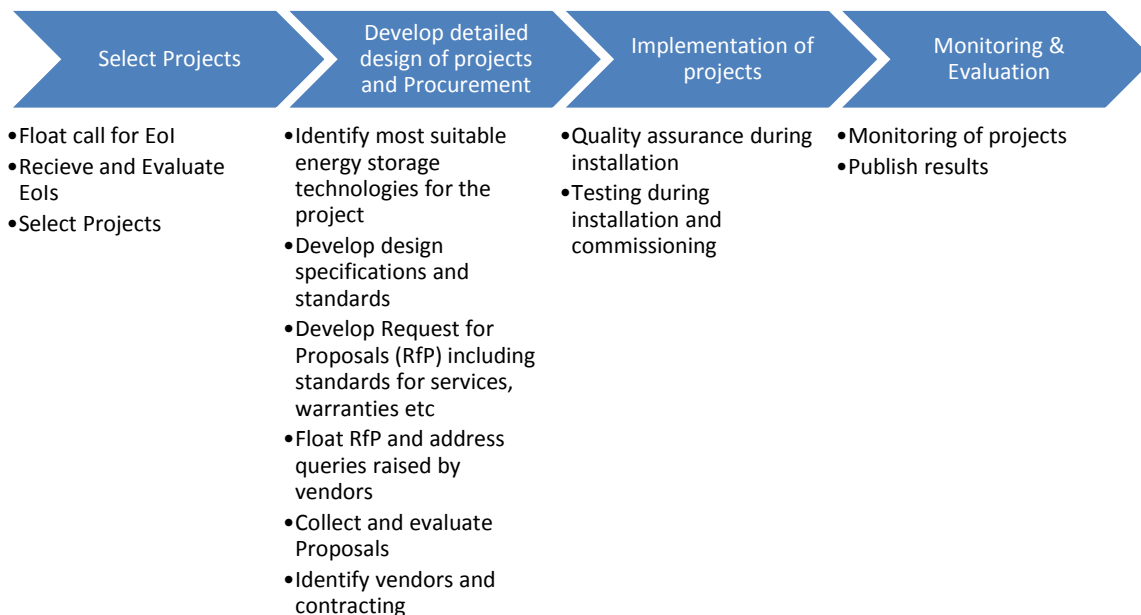 Select Projects
Develop detailed
design of projects
and Procurement
Implementation of
projects
Monitoring &
Evaluation
•Float call for EoI
•Recieve and Evaluate
EoIs
•Select Projects
•Identify most suitable
energy storage
technologies for the
project
•Develop design
specifications and
standards
•Develop Request for
Proposals (RfP) including
standards for services,
warranties etc
•Float RfP and address
queries raised by
vendors
•Collect and evaluate
Proposals
•Identify vendors and
contracting
•Quality assurance during
installation
•Testing during
installation and
commissioning
•Monitoring of projects
•Publish results